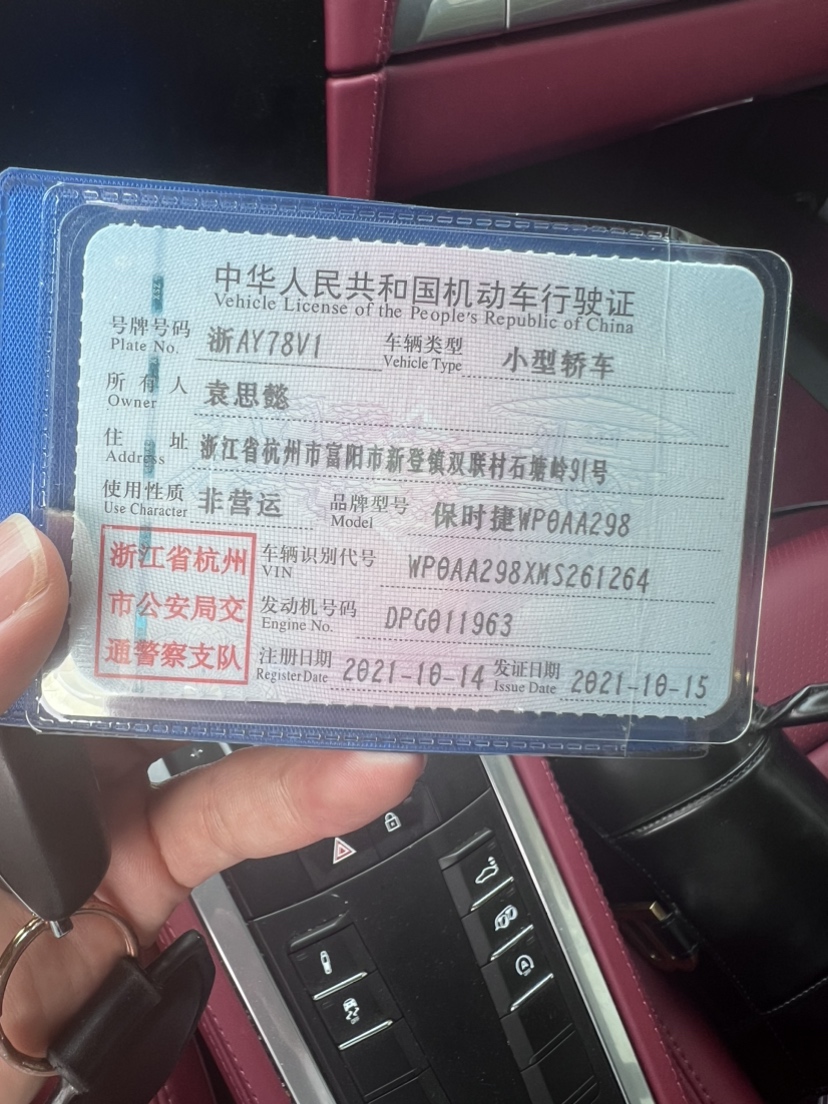 中华人民共和国机动车行驶证
Vehicle License of the People's Republic of China
号牌号码 浙AY78V1 车辆类型 小型轿车
Plate No. Vehicle Type
所有人 袁思懿
Owner
住址 浙江省杭州市富阳市新登镇双联村石塘岭91号
Address
使用性质 非营运 品牌型号 保时捷WP0AA298
Use Character Model
浙江省杭州
市公安局交
通警察支队
车辆识别代号 WP0AA298XMS261264
VIN
发动机号码 DPG011963
Engine No.
注册日期 2021-10-14 发证日期 2021-10-15
Register Date Issue Date